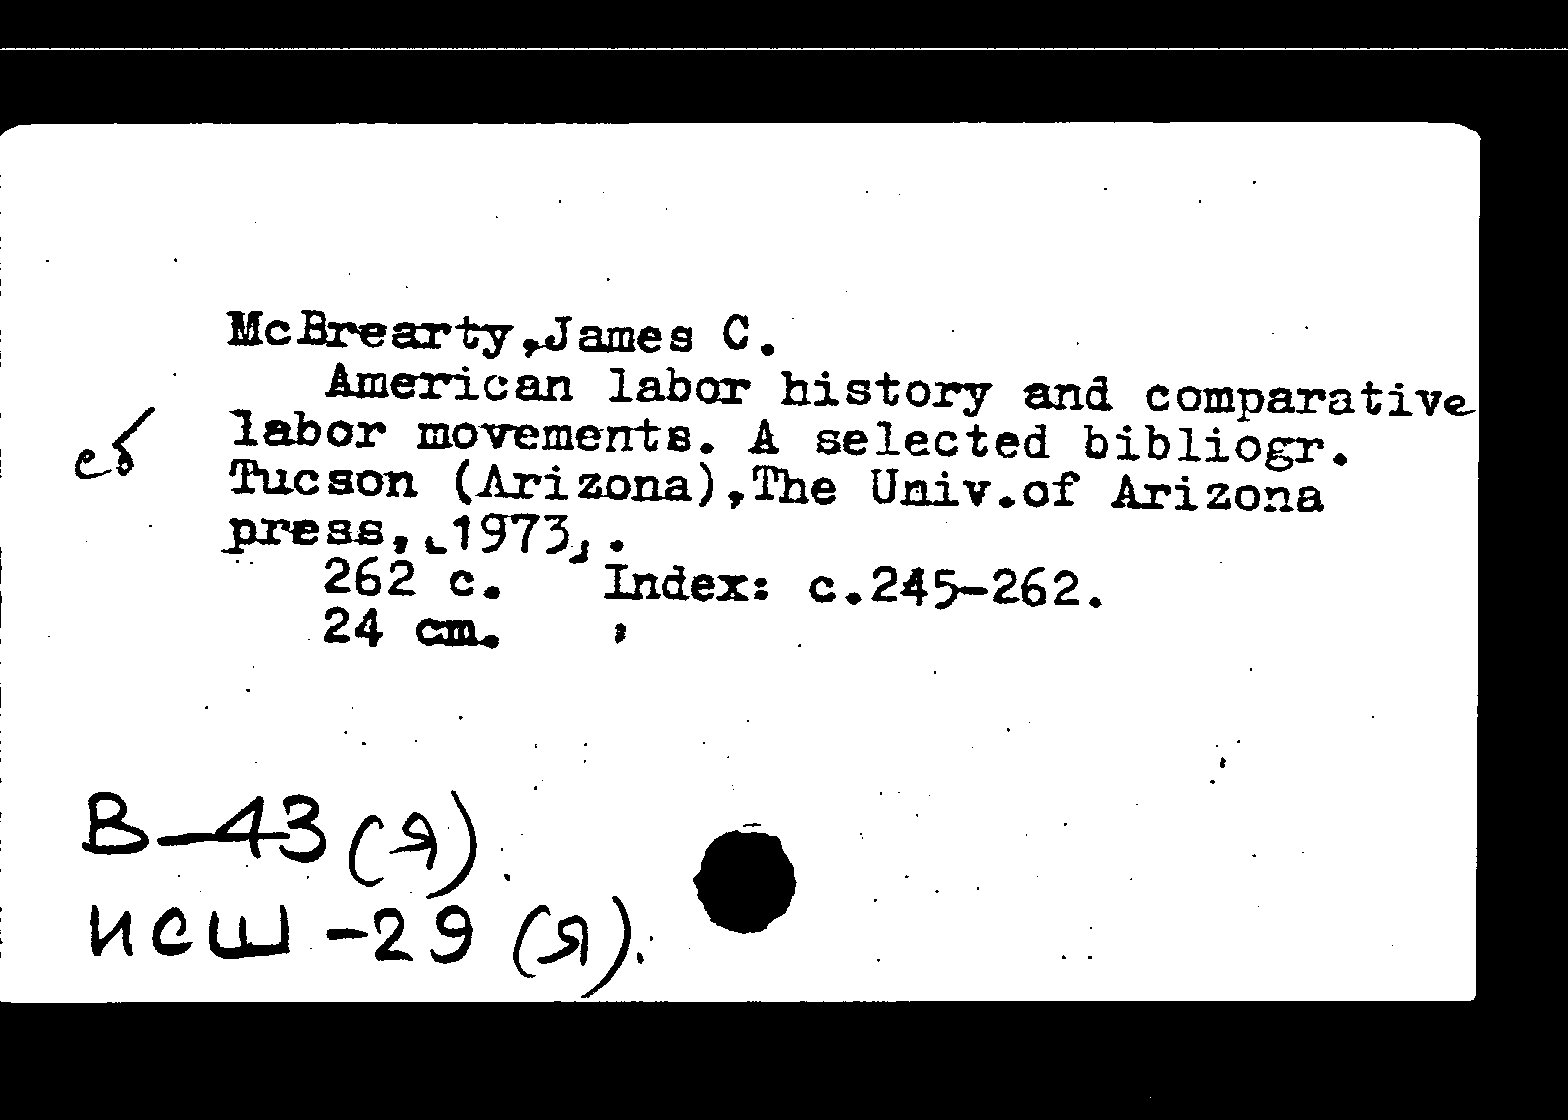 McBrearty,James C.
American labor history and comparative
labor movements. A selected bibliogr.
Tucson (Arizona),The Univ.of Arizona
press,[1973].
262 с. Index: с.245-262.
24 cm.
сб
В-43 (Я)
ИСШ-29 (Я).